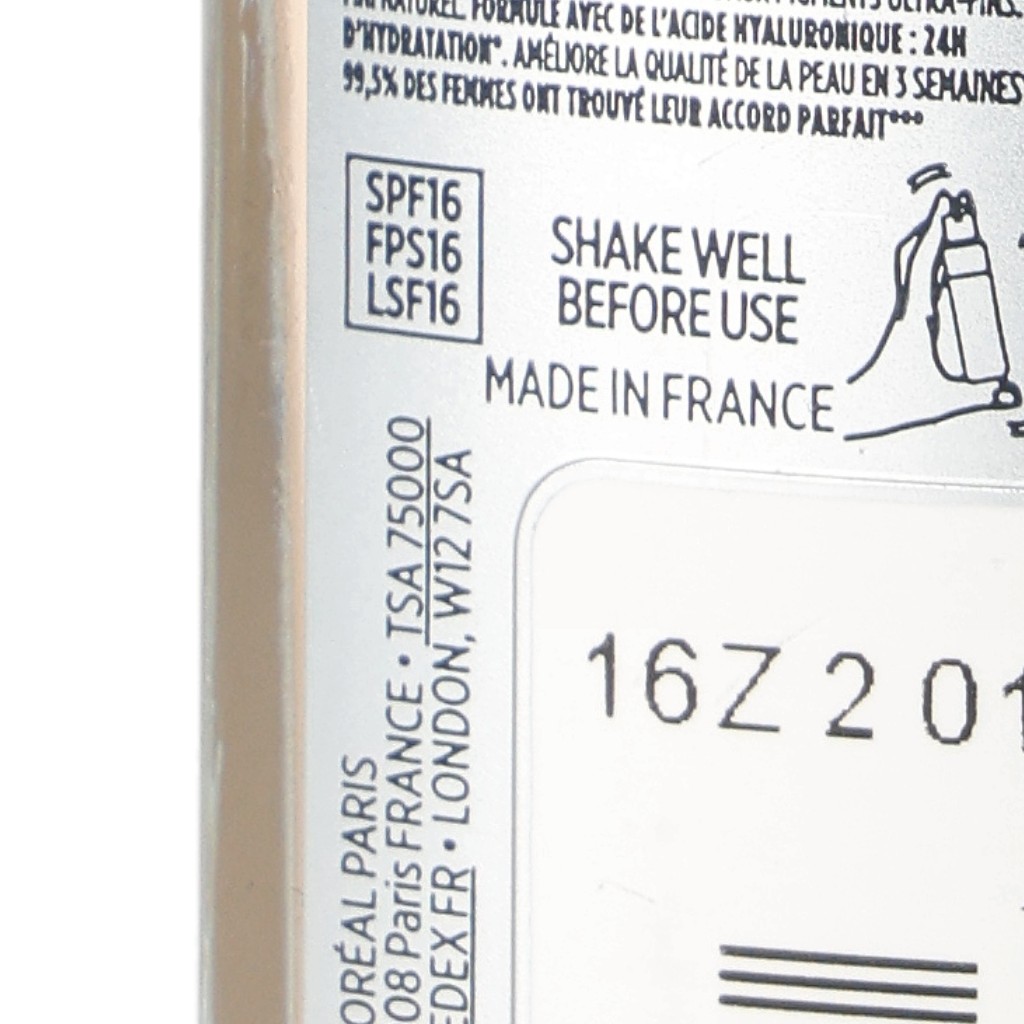 FORMULE AVEC DE L'ACIDE HYALURONIQUE : 24H
D'HYDRATATION*. AMÉLIORE LA QUALITÉ DE LA PEAU EN 3 SEMAINES
99,5% DES FEMMES ONT TROUVÉ LEUR ACCORD PARFAIT***
SPF16
FPS16
LSF16
SHAKE WELL
BEFORE USE
MADE IN FRANCE
ORÉAL PARIS
08 Paris FRANCE • TSA 75000
EDEX FR • LONDON, W12 7SA
16Z 2 0